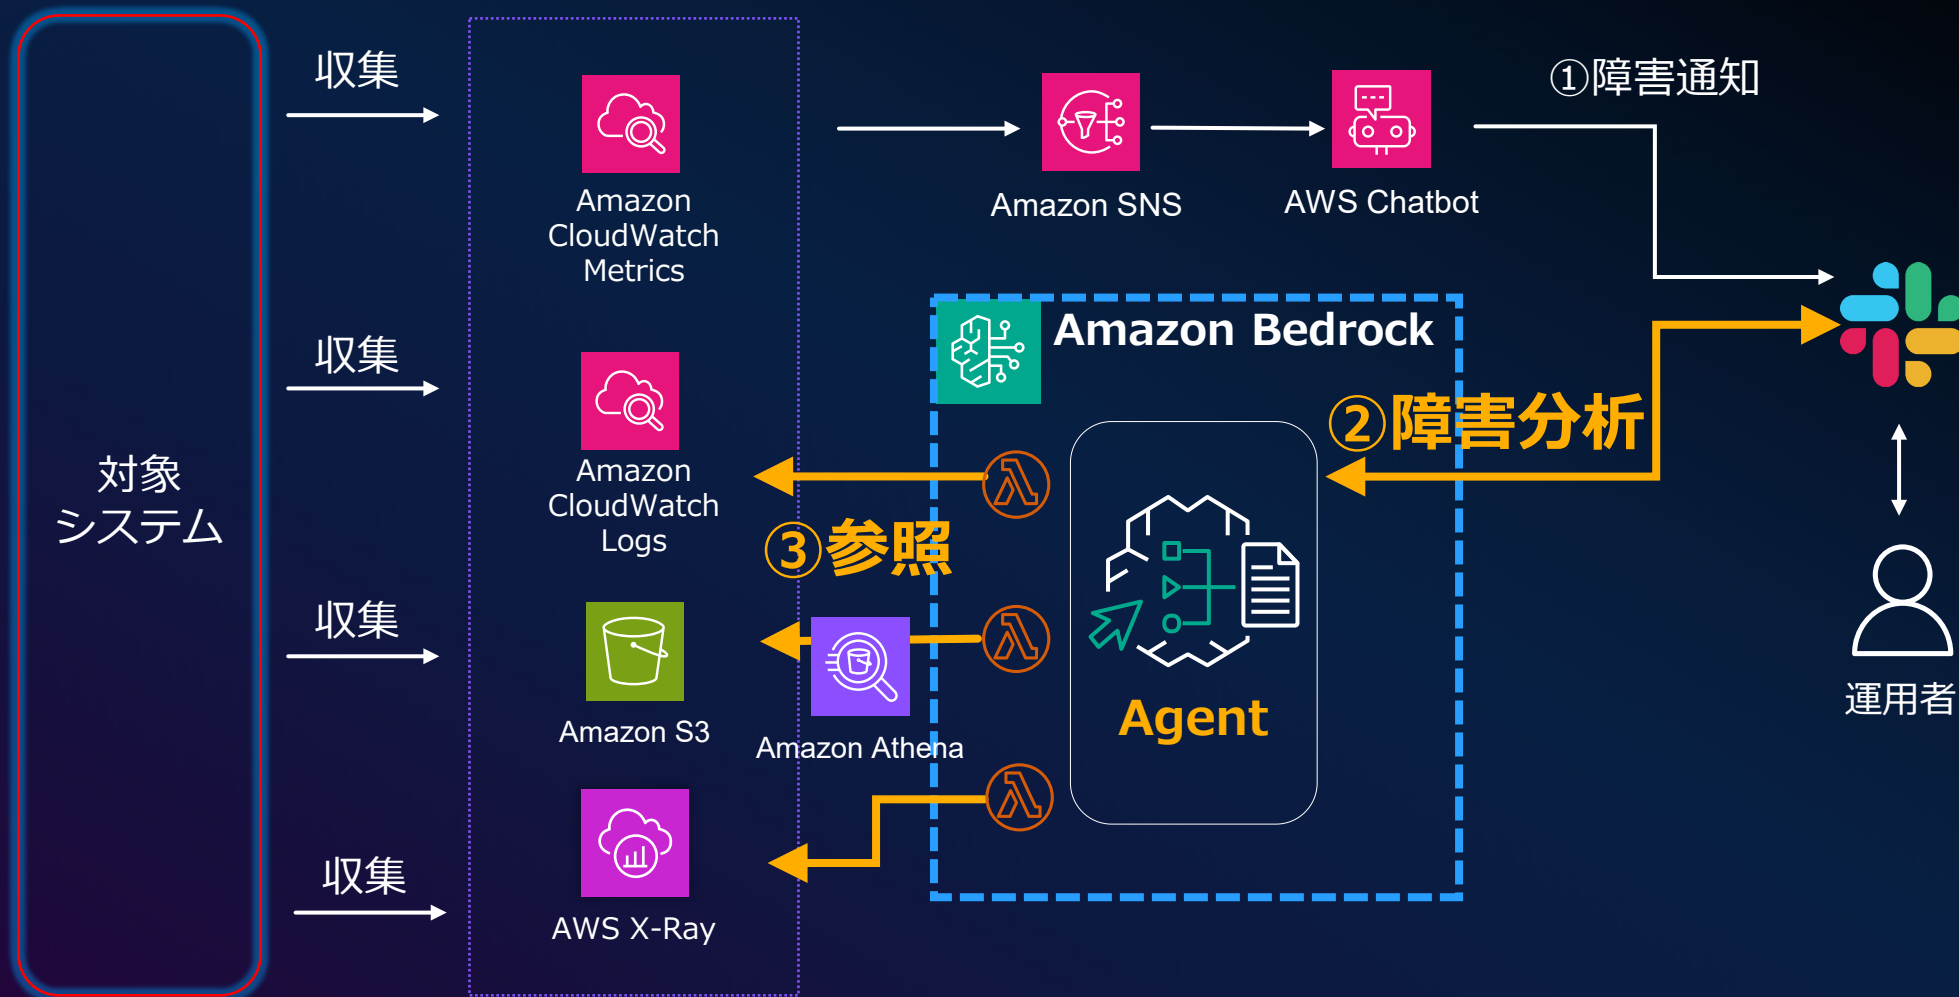 収集
①障害通知
Amazon
CloudWatch
Metrics
Amazon SNS
AWS Chatbot
収集
Amazon Bedrock
②障害分析
対象
システム
Amazon
CloudWatch
Logs
③参照
収集
Amazon S3
Amazon Athena
Agent
運用者
収集
AWS X-Ray